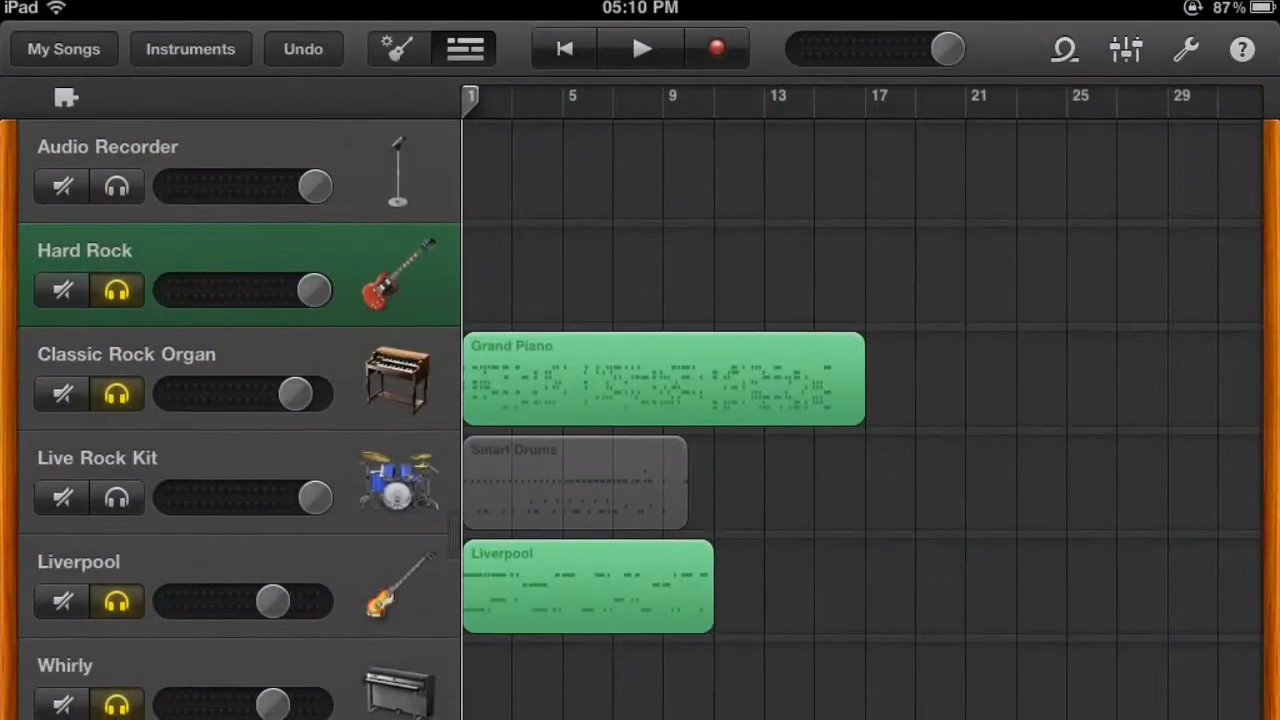 iPad 05:10 PM 87%
My Songs Instruments Undo
1 5 9 13 17 21 25 29
Audio Recorder
Hard Rock
Classic Rock Organ
Grand Piano
Live Rock Kit
Smart Drums
Liverpool
Liverpool
Whirly